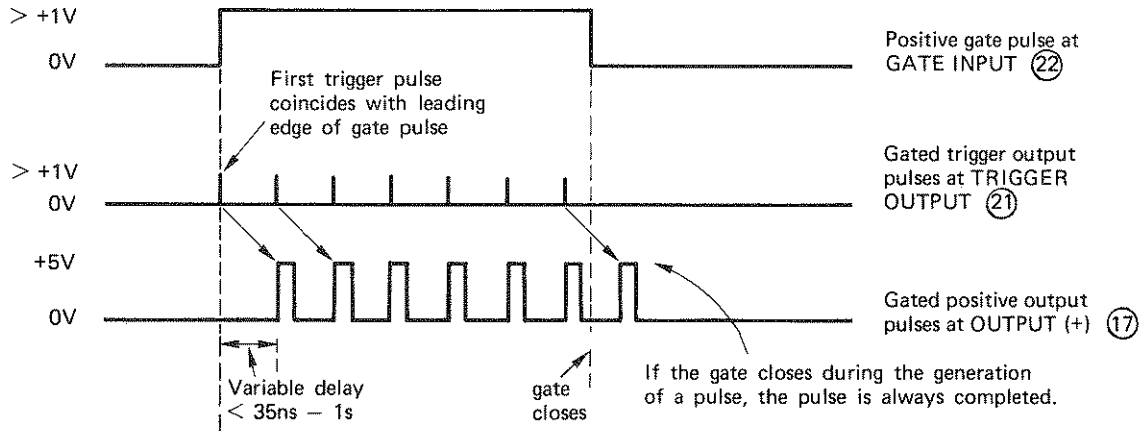 > +1V
0V
Positive gate pulse at
GATE INPUT 22
First trigger pulse
coincides with leading
edge of gate pulse
> +1V
0V
Gated trigger output
pulses at TRIGGER
OUTPUT 21
+5V
0V
Gated positive output
pulses at OUTPUT (+) 17
Variable delay
< 35ns – 1s
gate
closes
If the gate closes during the generation
of a pulse, the pulse is always completed.